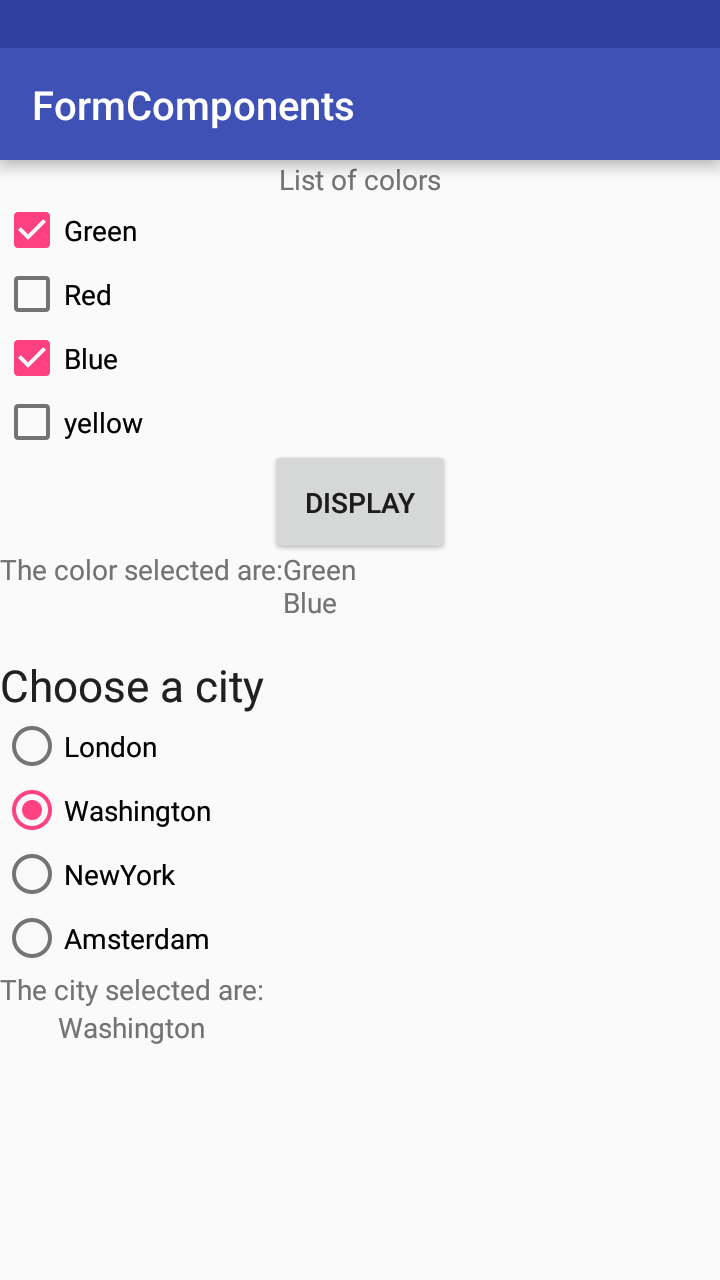 FormComponents
List of colors
Green
Red
Blue
yellow
DISPLAY
The color selected are:Green
Blue
Choose a city
London
Washington
NewYork
Amsterdam
The city selected are:
Washington